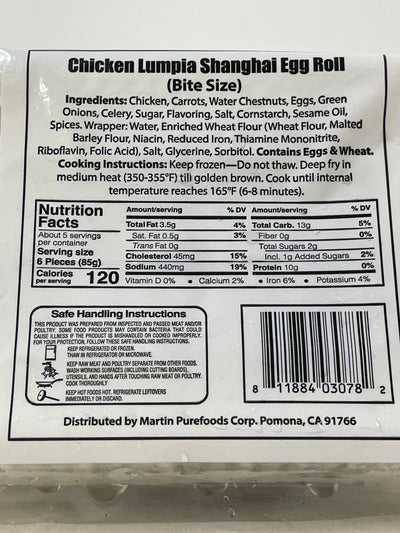 Chicken Lumpia Shanghai Egg Roll
(Bite Size)
Ingredients: Chicken, Carrots, Water Chestnuts, Eggs, Green
Onions, Celery, Sugar, Flavoring, Salt, Cornstarch, Sesame Oil,
Spices. Wrapper: Water, Enriched Wheat Flour (Wheat Flour, Malted
Barley Flour, Niacin, Reduced Iron, Thiamine Mononitrite,
Riboflavin, Folic Acid), Salt, Glycerine, Sorbitol. Contains Eggs & Wheat.
Cooking Instructions: Keep frozen—Do not thaw. Deep fry in
medium heat (350-355°F) till golden brown. Cook until internal
temperature reaches 165°F (6-8 minutes).
Nutrition
Facts
About 5 servings
per container
Serving size
6 Pieces (85g)
Calories
per serving 120
Amount/serving % DV
Total Fat 3.5g 4%
Sat. Fat 0.5g 3%
Trans Fat 0g
Cholesterol 45mg 15%
Sodium 440mg 19%
Amount/serving % DV
Total Carb. 13g 5%
Fiber 0g 0%
Total Sugars 2g
Incl. 1g Added Sugars 2%
Protein 10g 0%
Vitamin D 0% • Calcium 2% • Iron 6% • Potassium 4%
Safe Handling Instructions
THIS PRODUCT WAS PREPARED FROM INSPECTED AND PASSED MEAT AND/OR
POULTRY. SOME FOOD PRODUCTS MAY CONTAIN BACTERIA THAT COULD
CAUSE ILLNESS IF THE PRODUCT IS MISHANDLED OR COOKED IMPROPERLY.
FOR YOUR PROTECTION, FOLLOW THESE SAFE HANDLING INSTRUCTIONS.
KEEP REFRIGERATED OR FROZEN.
THAW IN REFRIGERATOR OR MICROWAVE.
KEEP RAW MEAT AND POULTRY SEPARATE FROM OTHER FOODS.
WASH WORKING SURFACES (INCLUDING CUTTING BOARDS),
UTENSILS, AND HANDS AFTER TOUCHING RAW MEAT OR POULTRY.
COOK THOROUGHLY
KEEP HOT FOODS HOT. REFRIGERATE LEFTOVERS
IMMEDIATELY OR DISCARD.
8 11884 03078 2
Distributed by Martin Purefoods Corp. Pomona, CA 91766